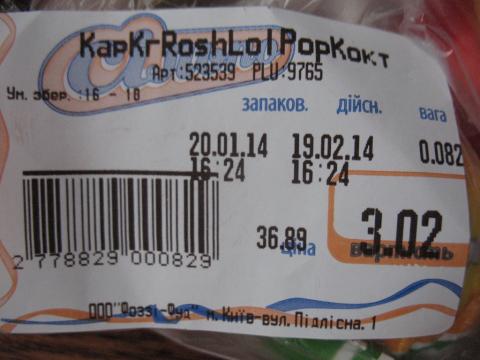 КарКгRoshLolPopКокт
Арт:523539 PLU:9765
Ум. збер. :16 - 18
запаков. дійсн. вага
20.01.14 19.02.14 0.082
16:24 16:24
36.89 3.02
ціна
2 778829 000829
ООО"Фоззі-Фуд" м. Київ-вул. Підлісна. 1